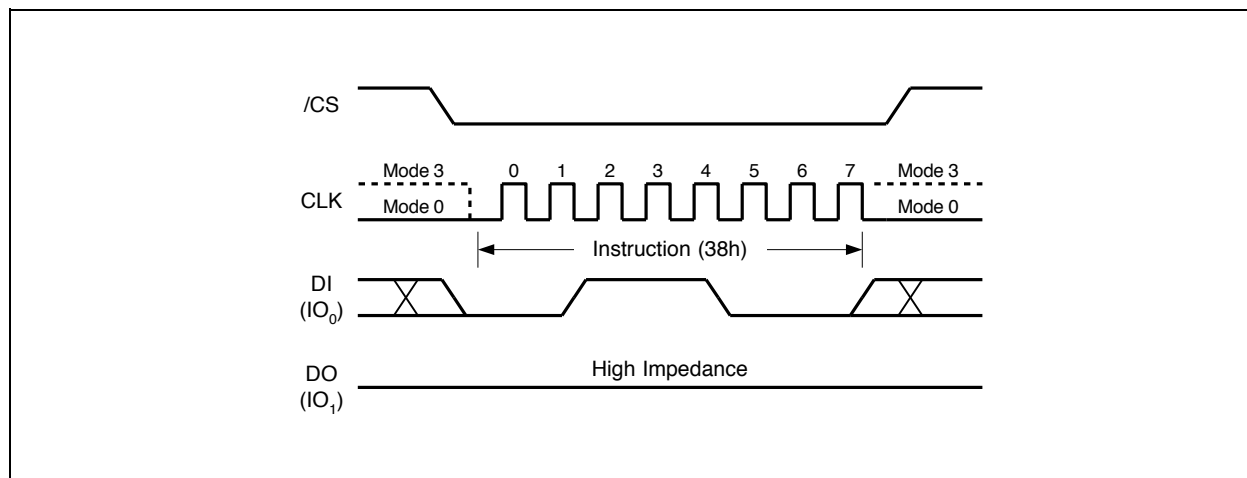 /CS
Mode 3 0 1 2 3 4 5 6 7 Mode 3
CLK
Mode 0 Mode 0
Instruction (38h)
DI
(IO0)
High Impedance
DO
(IO1)